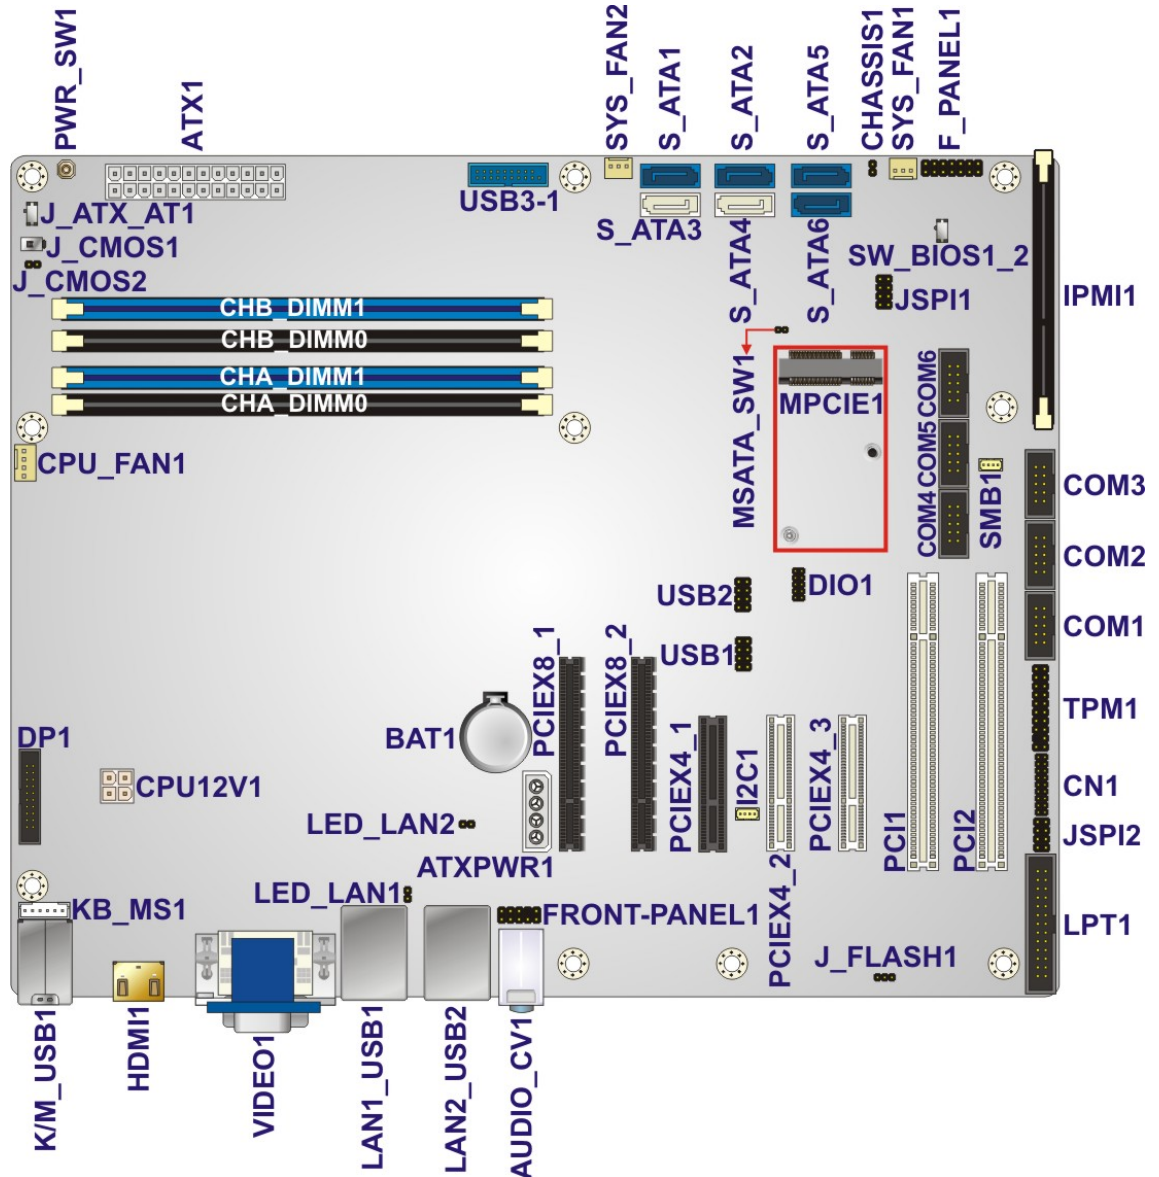 PWR_SW1
ATX1
SYS_FAN2
S_ATA1
S_ATA2
S_ATA5
CHASSIS1
SYS_FAN1
F_PANEL1
J_ATX_AT1
USB3-1
S_ATA3
S_ATA4
S_ATA6
J_CMOS1
SW_BIOS1_2
J_CMOS2
JSPI1
IPMI1
CHB_DIMM1
CHB_DIMM0
CHA_DIMM1
CHA_DIMM0
MSATA_SW1
MPCIE1
COM6
COM5
COM4
CPU_FAN1
SMB1
COM3
COM2
COM1
USB2
DIO1
USB1
PCIEX8_1
PCIEX8_2
TPM1
DP1
BAT1
PCIEX4_1
I2C1
PCIEX4_2
PCIEX4_3
PCI1
PCI2
CPU12V1
CN1
LED_LAN2
JSPI2
ATXPWR1
LED_LAN1
KB_MS1
FRONT-PANEL1
LPT1
J_FLASH1
K/M_USB1
HDMI1
VIDEO1
LAN1_USB1
LAN2_USB2
AUDIO_CV1